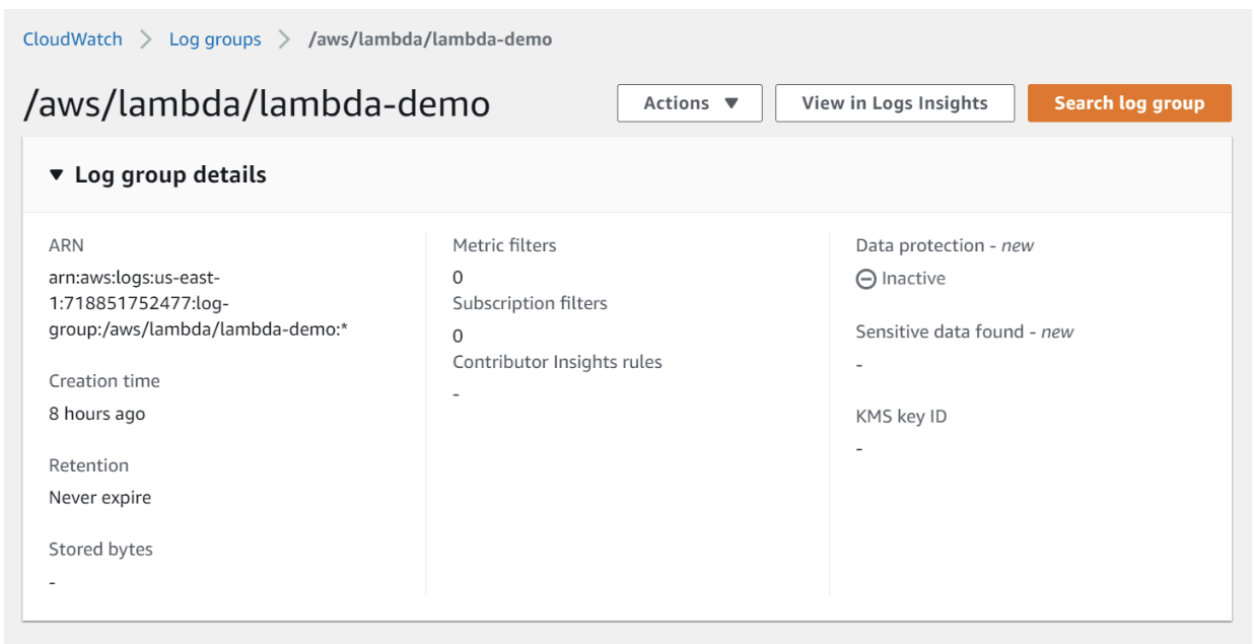 CloudWatch > Log groups > /aws/lambda/lambda-demo
/aws/lambda/lambda-demo
Actions ▼
View in Logs Insights
Search log group
▼ Log group details
ARN
arn:aws:logs:us-east-
1:718851752477:log-
group:/aws/lambda/lambda-demo:*
Creation time
8 hours ago
Retention
Never expire
Stored bytes
-
Metric filters
0
Subscription filters
0
Contributor Insights rules
-
Data protection - new
Inactive
Sensitive data found - new
-
KMS key ID
-